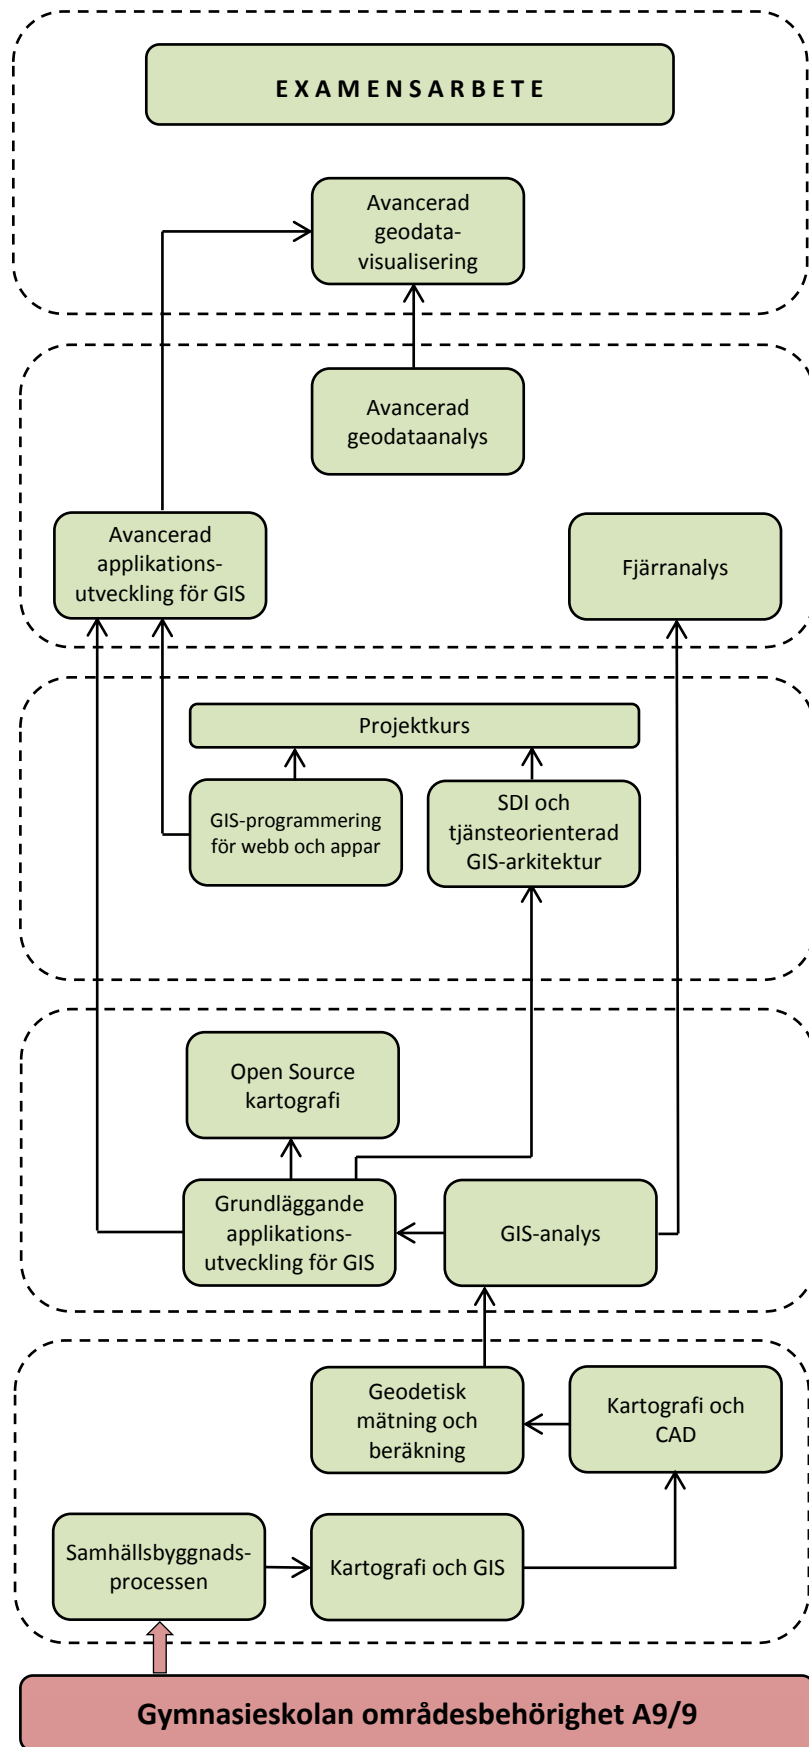 EXAMENSARBETE
Avancerad
geodata-
visualisering
Avancerad
geodataanalys
Avancerad
applikations-
utveckling för GIS
Fjärranalys
Projektkurs
GIS-programmering
för webb och appar
SDI och
tjänsteorienterad
GIS-arkitektur
Open Source
kartografi
Grundläggande
applikations-
utveckling för GIS
GIS-analys
Geodetisk
mätning och
beräkning
Kartografi och
CAD
Samhällsbyggnads-
processen
Kartografi och GIS
Gymnasieskolan områdesbehörighet A9/9